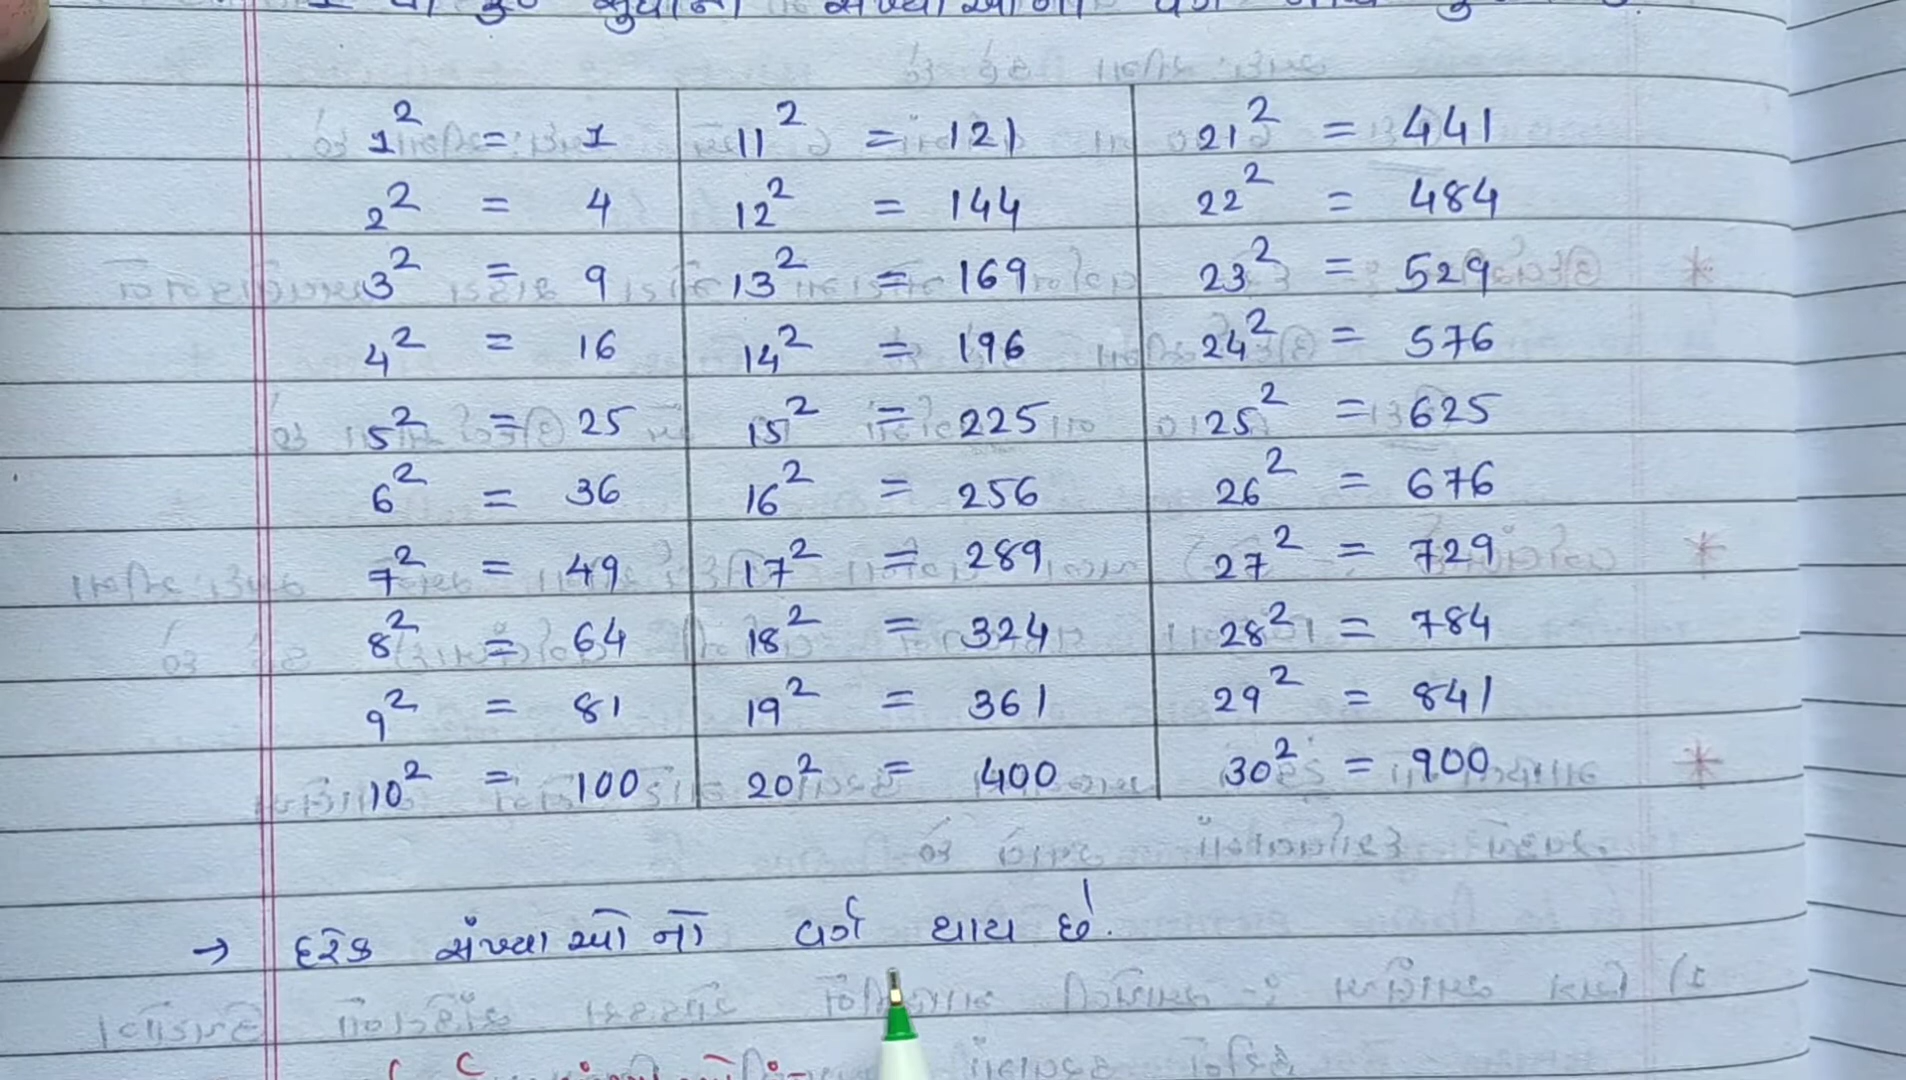 1² = 1 11² = 121 21² = 441
2² = 4 12² = 144 22² = 484
3² = 9 13² = 169 23² = 529
4² = 16 14² = 196 24² = 576
5² = 25 15² = 225 25² = 625
6² = 36 16² = 256 26² = 676
7² = 49 17² = 289 27² = 729
8² = 64 18² = 324 28² = 784
9² = 81 19² = 361 29² = 841
10² = 100 20² = 400 30² = 900
→ દરેક સંખ્યાઓનો વર્ગ થાય છે.